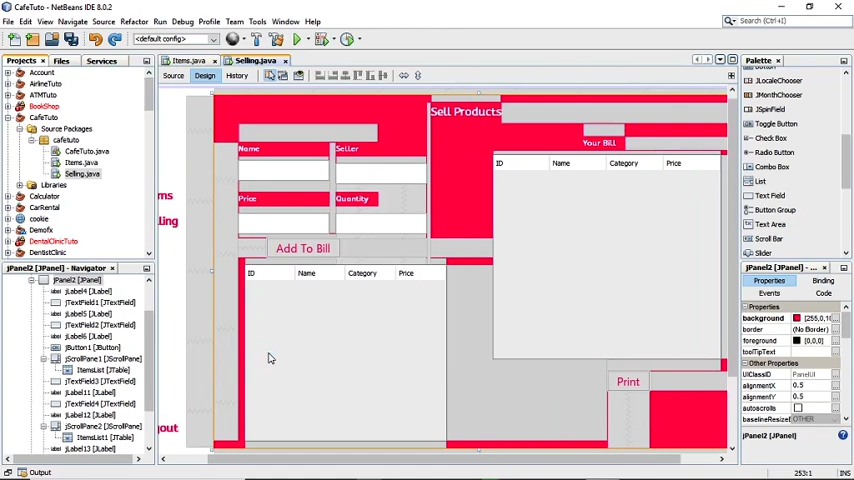 CafeTuto - NetBeans IDE 8.0.2
File Edit View Navigate Source Refactor Run Debug Profile Team Tools Window Help
Search (Ctrl+I)
<default config>
Projects Files Services
Account
AirlineTuto
ATMTuto
BookShop
CafeTuto
Source Packages
cafetuto
CafeTuto.java
Items.java
Selling.java
Libraries
Calculator
CarRental
cookie
Demofx
DentalClinicTuto
DentistClinic
jPanel2 [JPanel] - Navigator
jPanel2 [JPanel]
jLabel4 [JLabel]
jTextField1 [JTextField]
jLabel5 [JLabel]
jTextField2 [JTextField]
jLabel6 [JLabel]
jButton1 [JButton]
jScrollPane1 [JScrollPane]
ItemsList [JTable]
jTextField3 [JTextField]
jLabel11 [JLabel]
jTextField4 [JTextField]
jLabel12 [JLabel]
jScrollPane2 [JScrollPane]
ItemsList1 [JTable]
jLabel13 [JLabel]
Output
Items.java Selling.java
Source Design History
Sell Products
Your Bill
Name Seller
Price Quantity
Add To Bill
ID Name Category Price
ID Name Category Price
Print
Palette
JLocaleChooser
JMonthChooser
JSpinField
Toggle Button
Check Box
Radio Button
Combo Box
List
Text Field
Button Group
Text Area
Scroll Bar
Slider
jPanel2 [JPanel] - ...
Properties Binding
Events Code
Properties
background [255,0,
border (No Border)
foreground [0,0,0]
toolTipText
Other Properties
UIClassID PanelUI
alignmentX 0.5
alignmentY 0.5
autoscrolls
OTHER
jPanel2 [JPanel]
253:1 INS